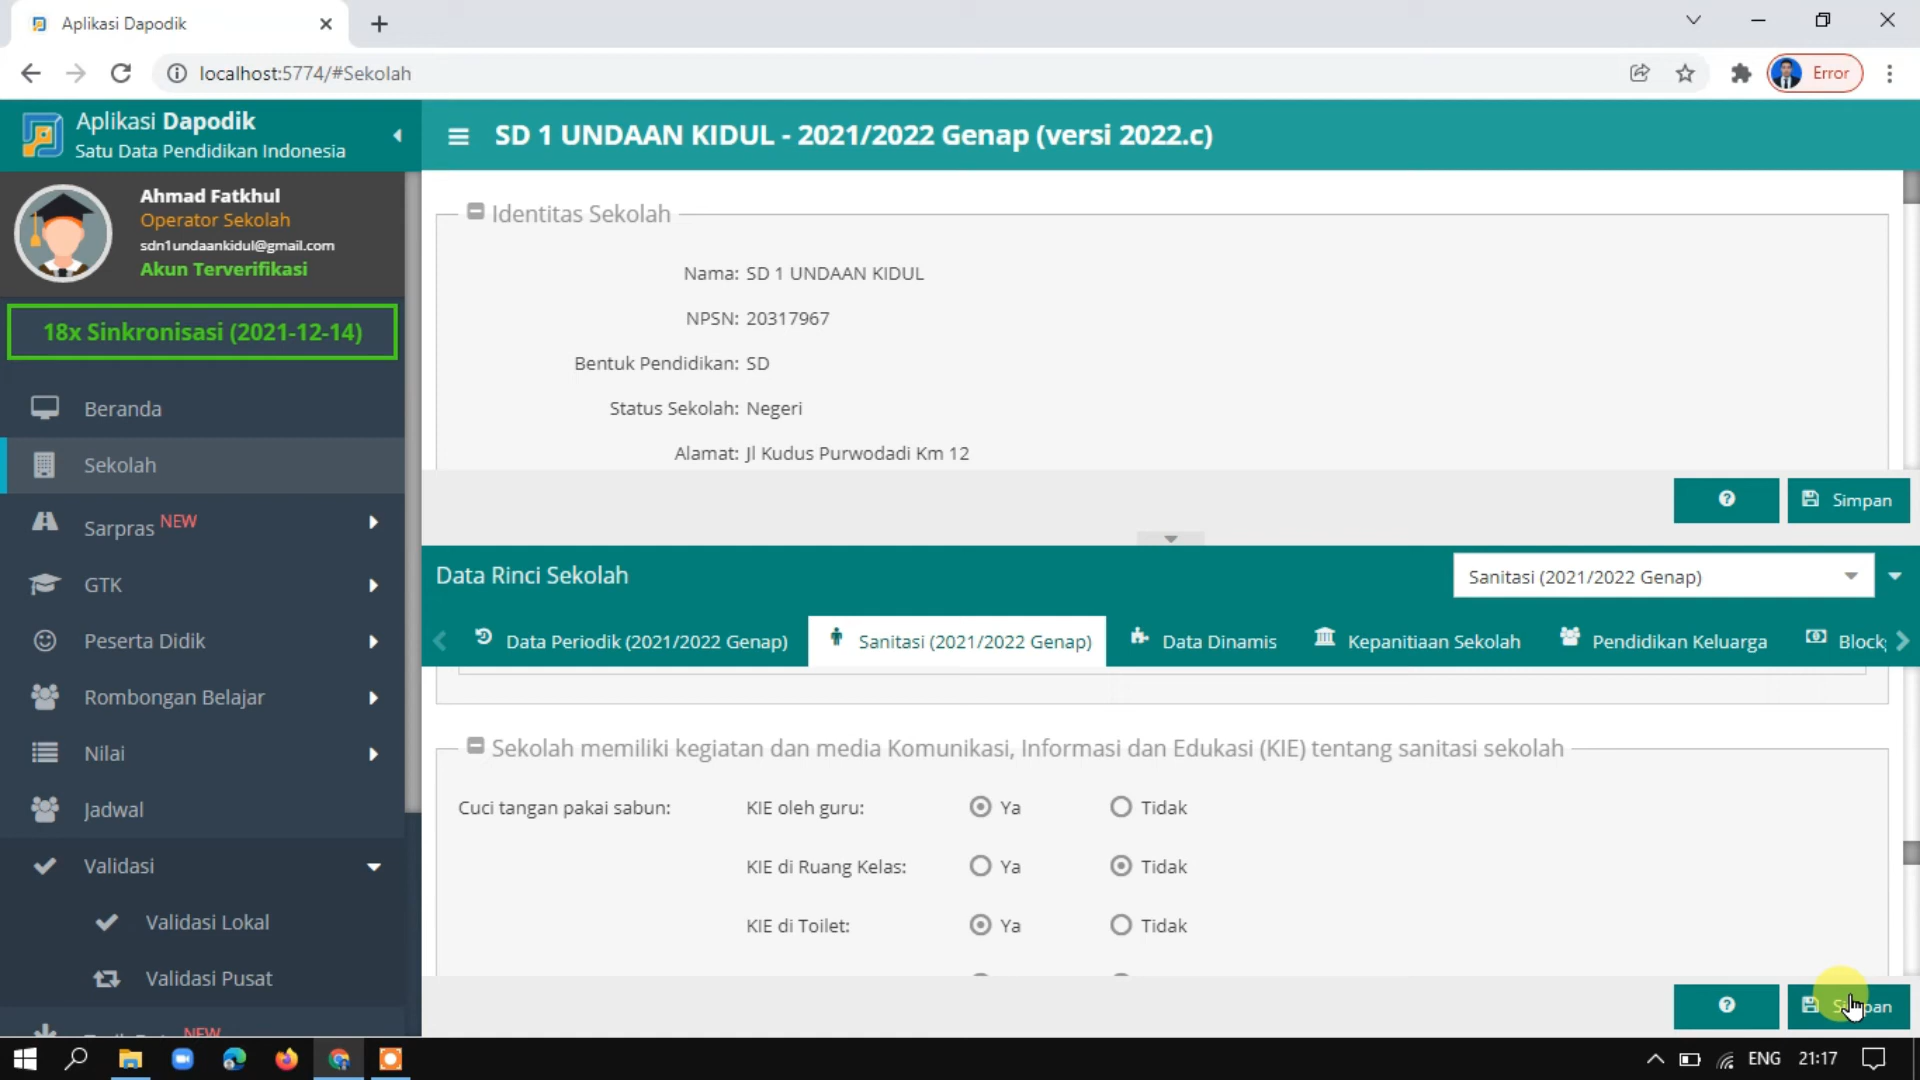 Aplikasi Dapodik
localhost:5774/#Sekolah
Error
Aplikasi Dapodik
Satu Data Pendidikan Indonesia
SD 1 UNDAAN KIDUL - 2021/2022 Genap (versi 2022.c)
Ahmad Fatkhul
Operator Sekolah
sdn1undaankidul@gmail.com
Akun Terverifikasi
18x Sinkronisasi (2021-12-14)
Beranda
Sekolah
Sarpras NEW
GTK
Peserta Didik
Rombongan Belajar
Nilai
Jadwal
Validasi
Validasi Lokal
Validasi Pusat
NEW
Identitas Sekolah
Nama: SD 1 UNDAAN KIDUL
NPSN: 20317967
Bentuk Pendidikan: SD
Status Sekolah: Negeri
Alamat: Jl Kudus Purwodadi Km 12
Simpan
Data Rinci Sekolah
Sanitasi (2021/2022 Genap)
Data Periodik (2021/2022 Genap)
Sanitasi (2021/2022 Genap)
Data Dinamis
Kepanitiaan Sekolah
Pendidikan Keluarga
Block
Sekolah memiliki kegiatan dan media Komunikasi, Informasi dan Edukasi (KIE) tentang sanitasi sekolah
Cuci tangan pakai sabun: KIE oleh guru: Ya Tidak
KIE di Ruang Kelas: Ya Tidak
KIE di Toilet: Ya Tidak
Simpan
ENG 21:17